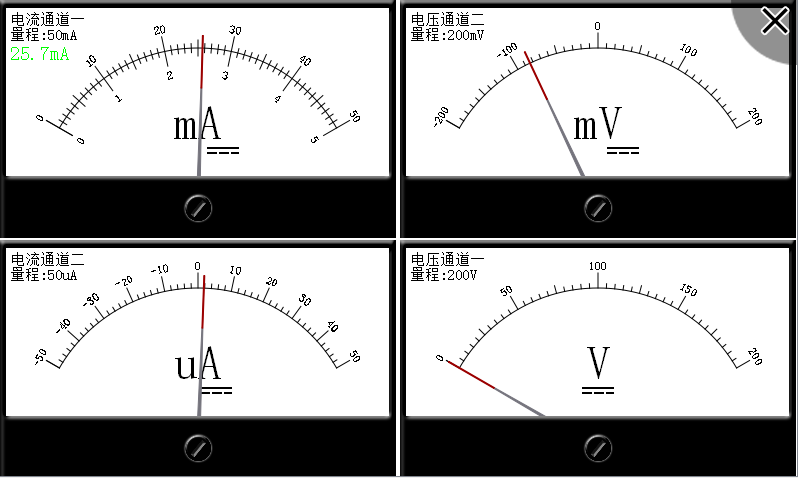 电流通道一
量程:50mA
25.7mA
0 10 20 30 40 50
0 1 2 3 4 5
mA
电压通道二
量程:200mV
-200 -100 0 100 200
mV
电流通道二
量程:50uA
-50 -40 -30 -20 -10 0 10 20 30 40 50
uA
电压通道一
量程:200V
0 50 100 150 200
V